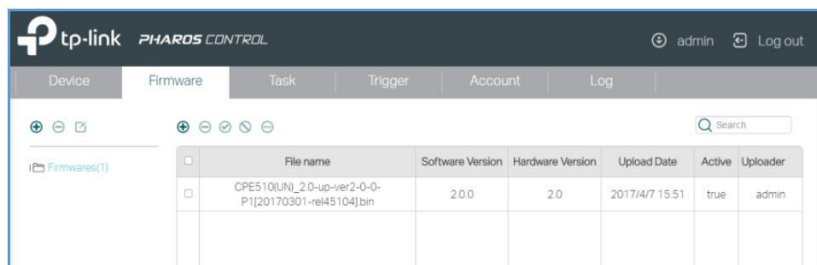 tp-link PHAROS CONTROL admin Log out
Device Firmware Task Trigger Account Log
Search
Firmwares(1)
File name Software Version Hardware Version Upload Date Active Uploader
CPE510(UN)_2.0-up-ver2-0-0-
P1[20170301-rel45104].bin 2.0.0 2.0 2017/4/7 15:51 true admin